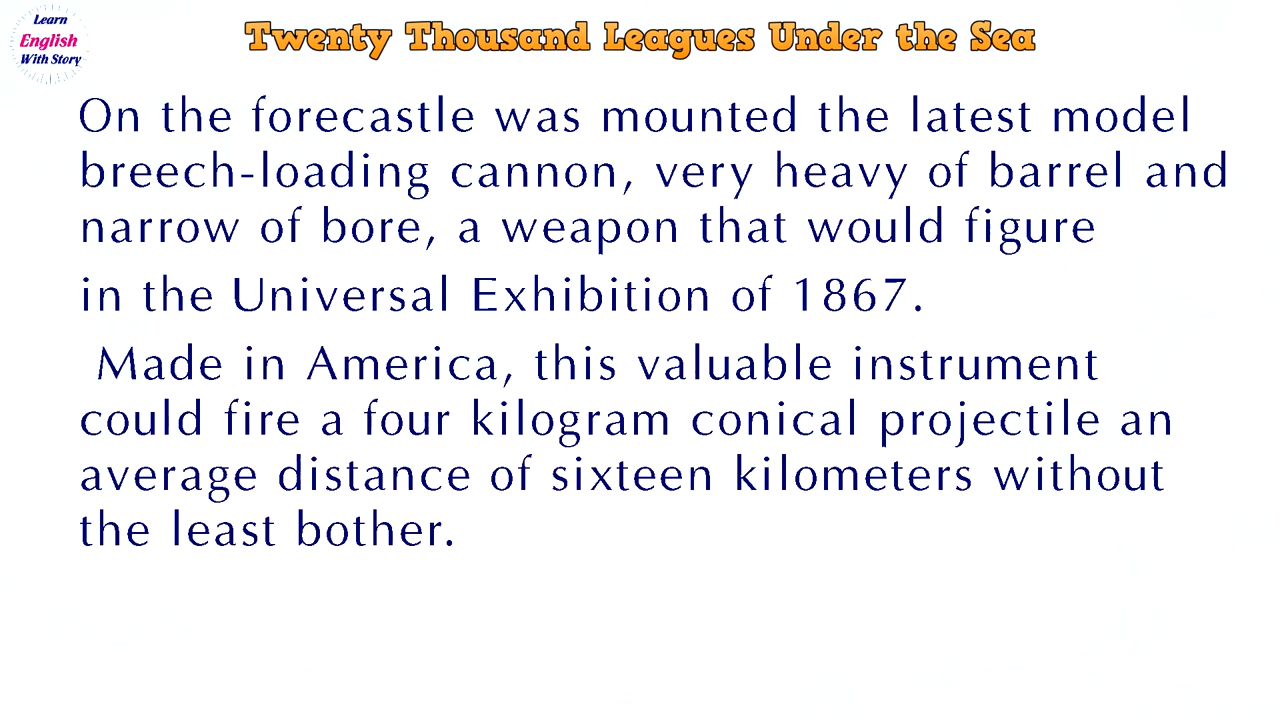 Learn
English
With Story
Twenty Thousand Leagues Under the Sea
On the forecastle was mounted the latest model
breech-loading cannon, very heavy of barrel and
narrow of bore, a weapon that would figure
in the Universal Exhibition of 1867.
Made in America, this valuable instrument
could fire a four kilogram conical projectile an
average distance of sixteen kilometers without
the least bother.